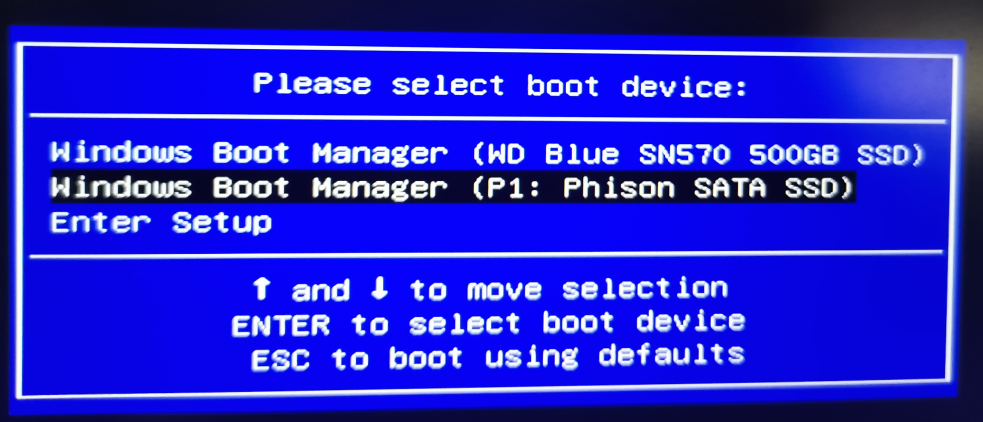 Please select boot device:
Windows Boot Manager (WD Blue SN570 500GB SSD)
Windows Boot Manager (P1: Phison SATA SSD)
Enter Setup
↑ and ↓ to move selection
ENTER to select boot device
ESC to boot using defaults